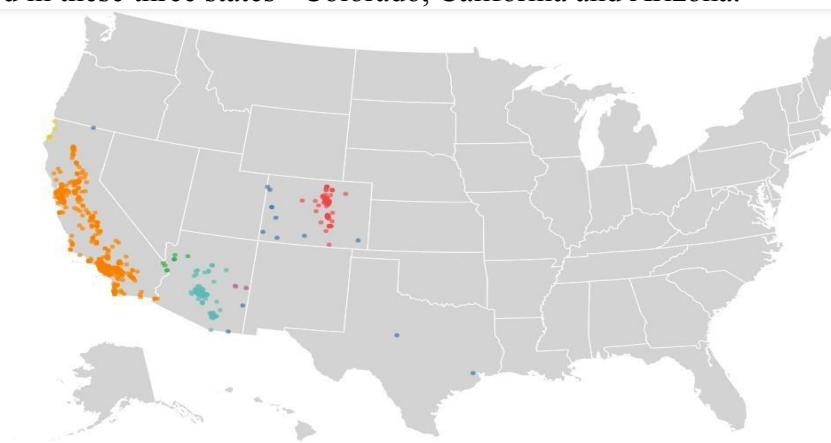 in these three states – Colorado, California and Arizona.